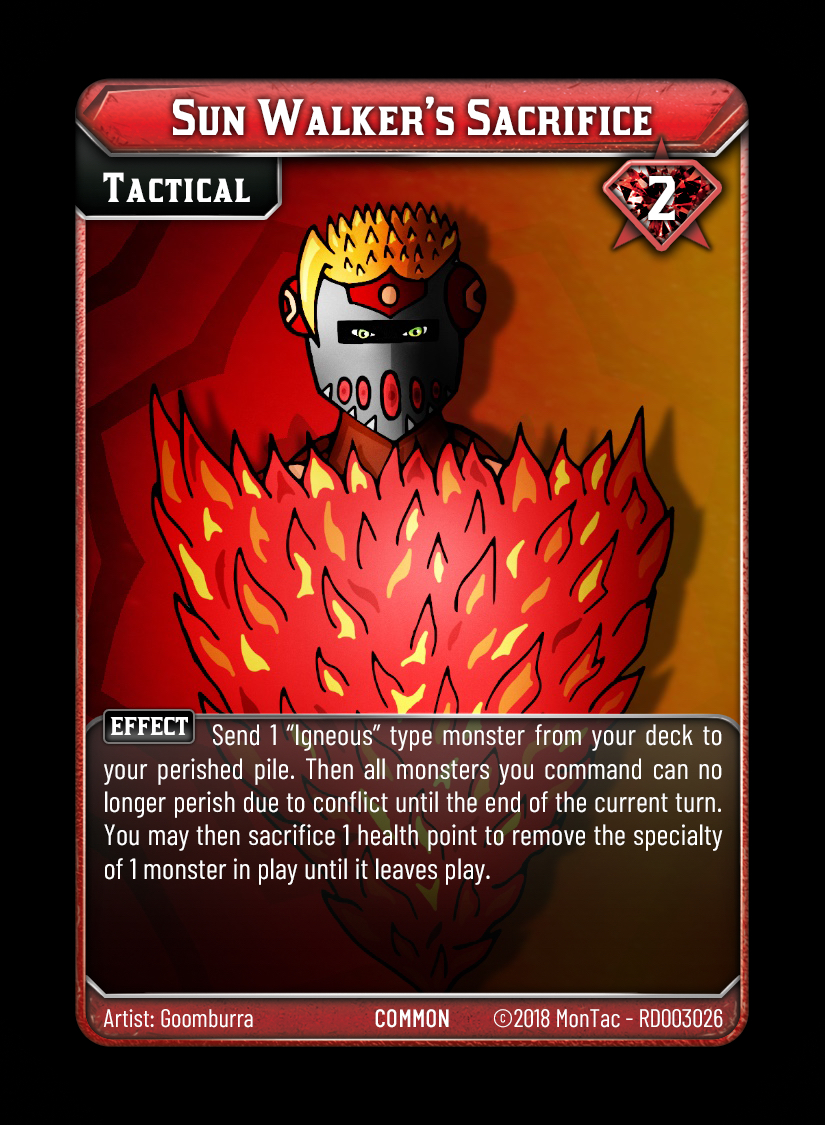 Sun Walker's Sacrifice
Tactical
2
EFFECT Send 1 “Igneous” type monster from your deck to
your perished pile. Then all monsters you command can no
longer perish due to conflict until the end of the current turn.
You may then sacrifice 1 health point to remove the specialty
of 1 monster in play until it leaves play.
Artist: Goomburra COMMON ©2018 MonTac - RD003026